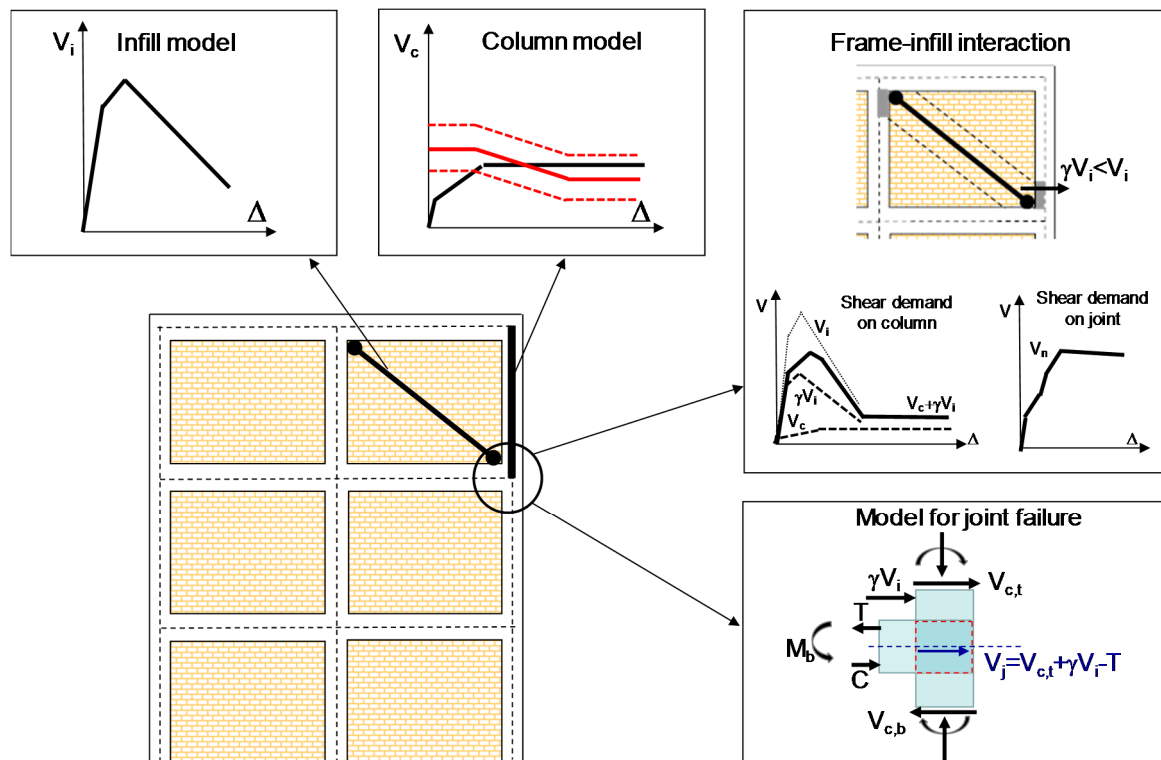 Infill model
Vi
Δ
Column model
Vc
Δ
Frame-infill interaction
γVi<Vi
Shear demand
on column
V
Vi
γVi
Vc
Vc+γVi
Δ
Shear demand
on joint
V
Vn
Δ
Model for joint failure
γVi
Vc,t
T
Mb
C
Vj=Vc,t+γVi-T
Vc,b